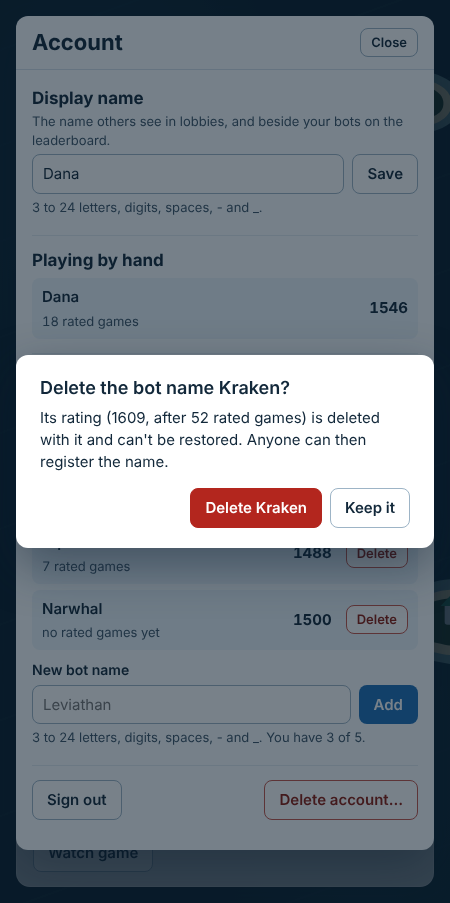 Account
Close
Display name
The name others see in lobbies, and beside your bots on the
leaderboard.
Dana
Save
3 to 24 letters, digits, spaces, - and _.
Playing by hand
Dana
1546
18 rated games
Delete the bot name Kraken?
Its rating (1609, after 52 rated games) is deleted
with it and can't be restored. Anyone can then
register the name.
Delete Kraken
Keep it
1488
Delete
7 rated games
Narwhal
1500
Delete
no rated games yet
New bot name
Leviathan
Add
3 to 24 letters, digits, spaces, - and _. You have 3 of 5.
Sign out
Delete account...
Watch game